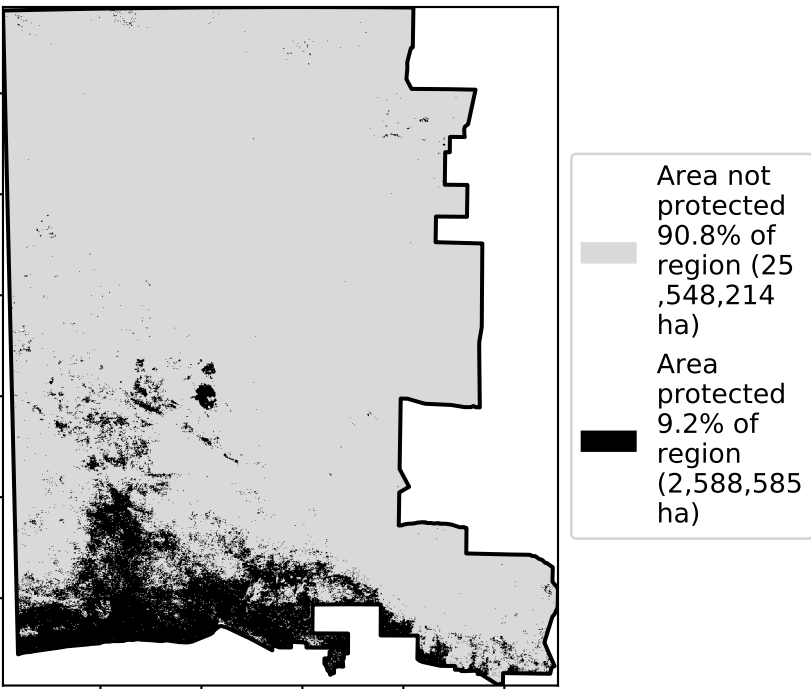 Area not
protected
90.8% of
region (25
,548,214
ha)
Area
protected
9.2% of
region
(2,588,585
ha)